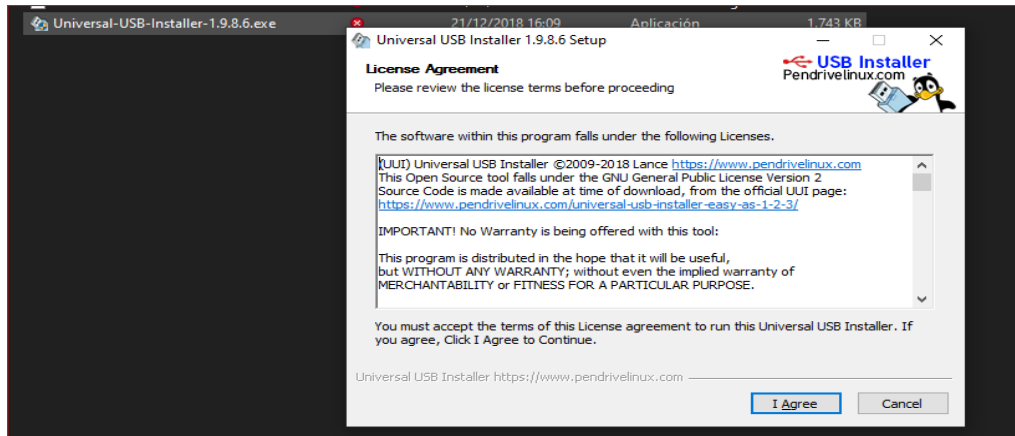 Universal-USB-Installer-1.9.8.6.exe 21/12/2018 16:09 Aplicación 1.743 KB
Universal USB Installer 1.9.8.6 Setup
License Agreement
Please review the license terms before proceeding
USB Installer
Pendrivelinux.com
The software within this program falls under the following Licenses.
(UUI) Universal USB Installer ©2009-2018 Lance https://www.pendrivelinux.com
This Open Source tool falls under the GNU General Public License Version 2
Source Code is made available at time of download, from the official UUI page:
https://www.pendrivelinux.com/universal-usb-installer-easy-as-1-2-3/
IMPORTANT! No Warranty is being offered with this tool:
This program is distributed in the hope that it will be useful,
but WITHOUT ANY WARRANTY; without even the implied warranty of
MERCHANTABILITY or FITNESS FOR A PARTICULAR PURPOSE.
You must accept the terms of this License agreement to run this Universal USB Installer. If
you agree, Click I Agree to Continue.
Universal USB Installer https://www.pendrivelinux.com
I Agree Cancel